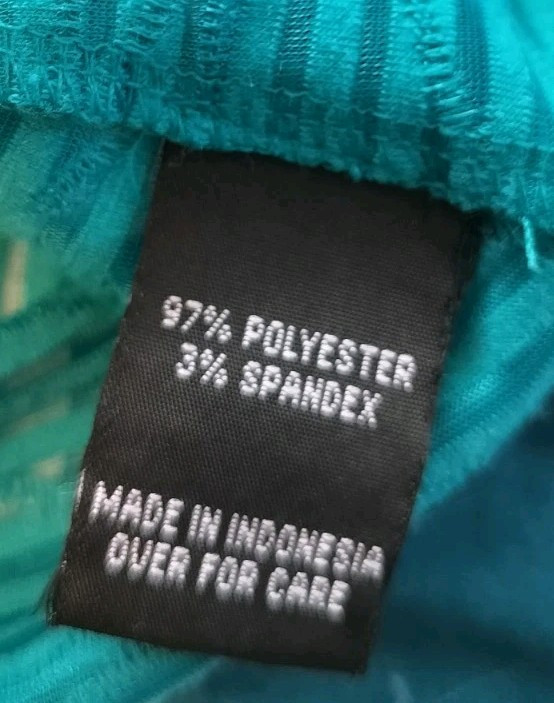 97% POLYESTER
3% SPANDEX
MADE IN INDONESIA
OVER FOR CARE